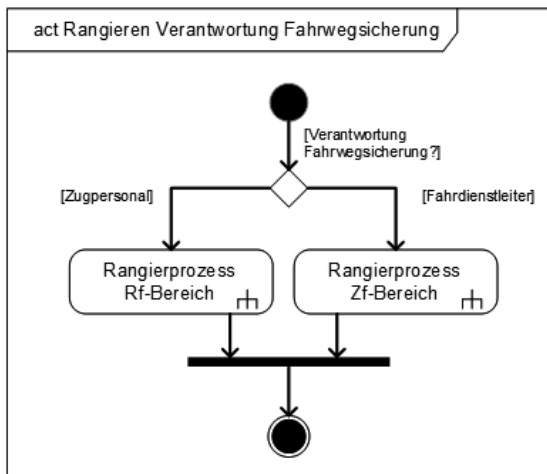 act Rangieren Verantwortung Fahrwegsicherung
[Verantwortung
Fahrwegsicherung?]
[Zugpersonal]
[Fahrdienstleiter]
Rangierprozess
Rf-Bereich
Rangierprozess
Zf-Bereich